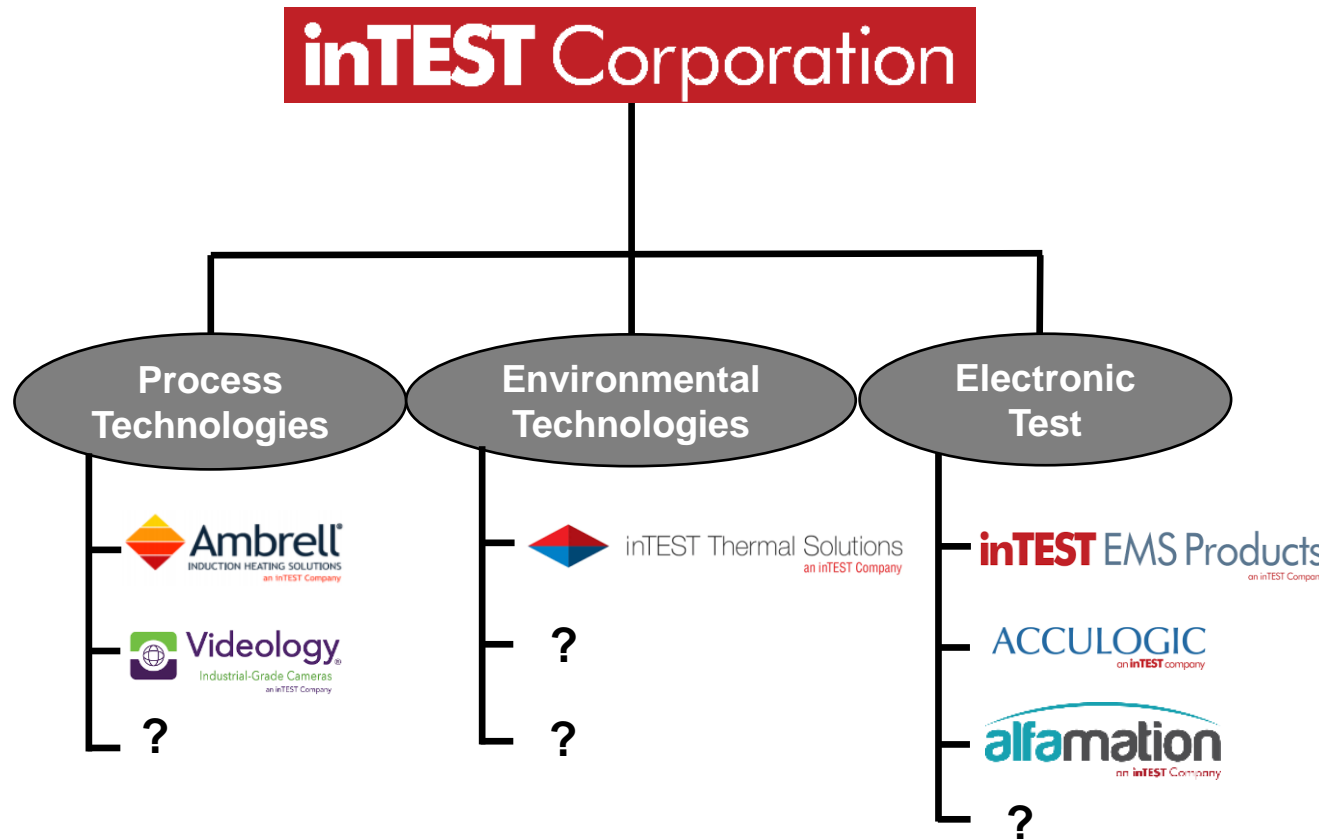 inTEST Corporation
Process
Technologies
Environmental
Technologies
Electronic
Test
Ambrell®
INDUCTION HEATING SOLUTIONS
an inTEST Company
Videology®
Industrial-Grade Cameras
an inTEST Company
?
inTEST Thermal Solutions
an inTEST Company
?
?
inTEST EMS Products
an inTEST Compan
ACCULOGIC
an inTEST company
alfamation
an inTEST Company
?